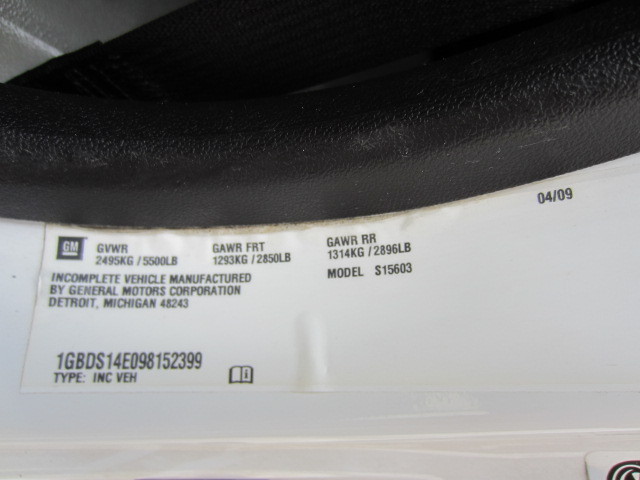 04/09
GM GVWR GAWR FRT GAWR RR
2495KG / 5500LB 1293KG / 2850LB 1314KG / 2896LB
INCOMPLETE VEHICLE MANUFACTURED MODEL S15603
BY GENERAL MOTORS CORPORATION
DETROIT, MICHIGAN 48243
1GBDS14E098152399
TYPE: INC VEH